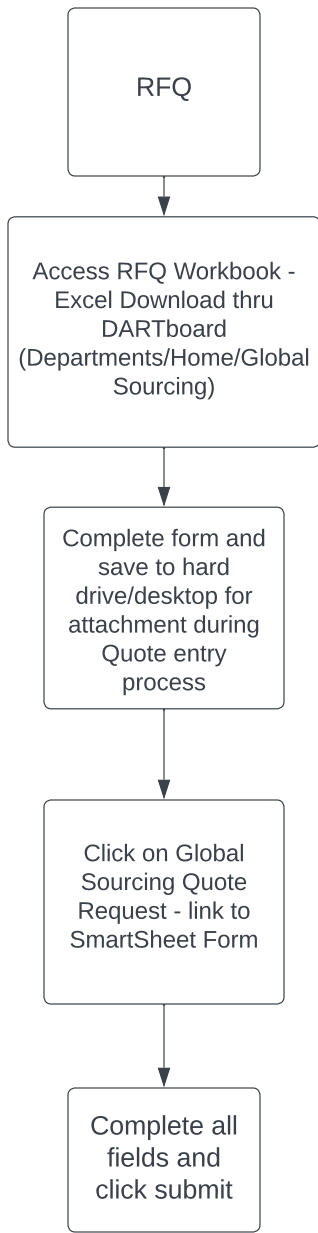 RFQ
Access RFQ Workbook -
Excel Download thru
DARTboard
(Departments/Home/Global
Sourcing)
Complete form and
save to hard
drive/desktop for
attachment during
Quote entry
process
Click on Global
Sourcing Quote
Request - link to
SmartSheet Form
Complete all
fields and
click submit